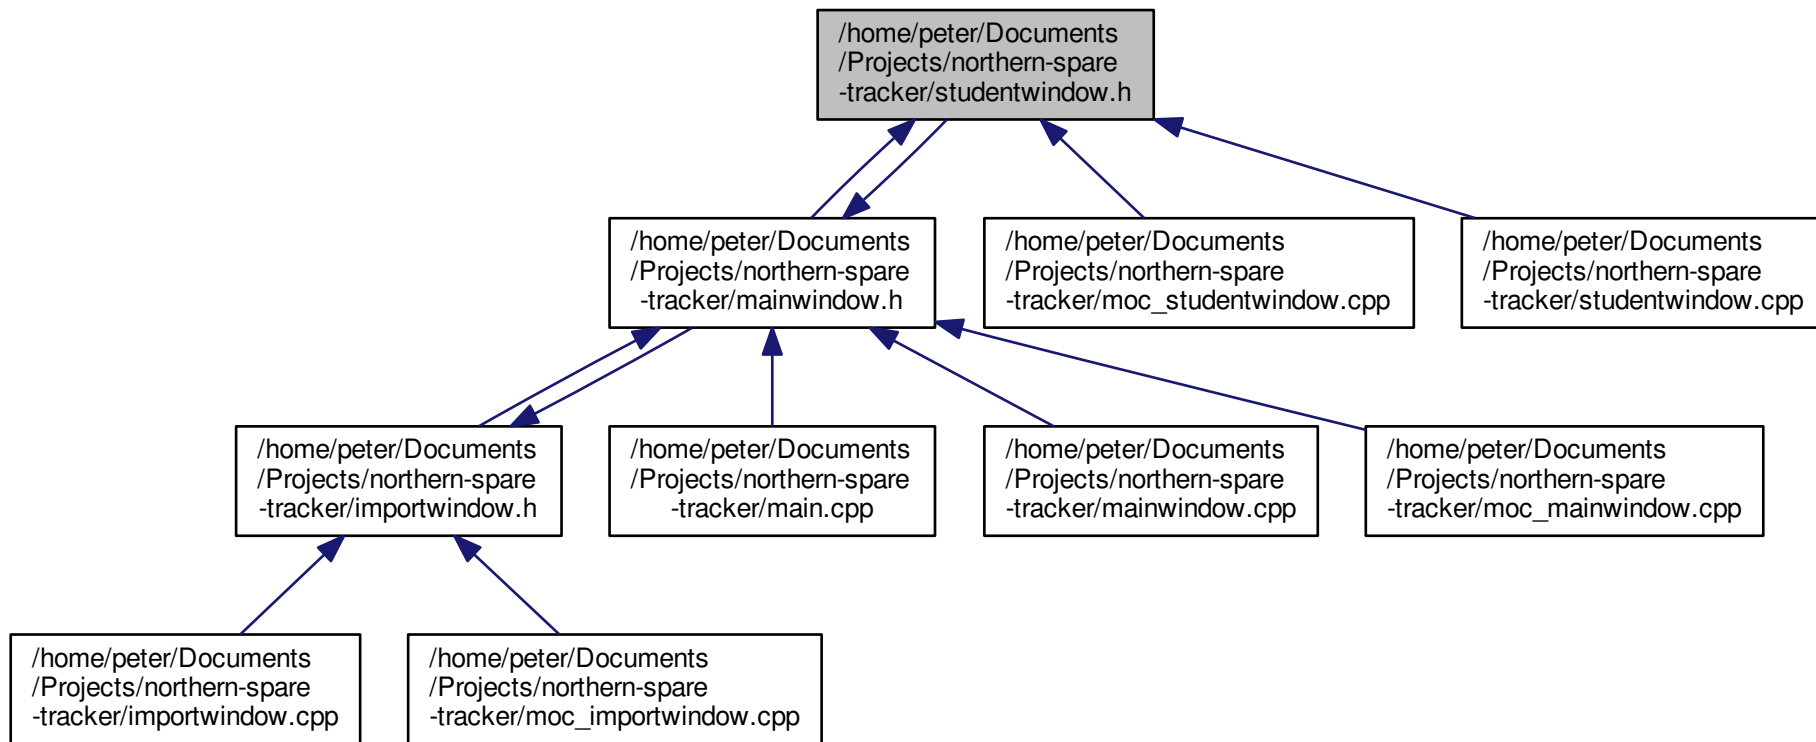 /home/peter/Documents
/Projects/northern-spare
-tracker/studentwindow.h
/home/peter/Documents
/Projects/northern-spare
-tracker/mainwindow.h
/home/peter/Documents
/Projects/northern-spare
-tracker/moc_studentwindow.cpp
/home/peter/Documents
/Projects/northern-spare
-tracker/studentwindow.cpp
/home/peter/Documents
/Projects/northern-spare
-tracker/importwindow.h
/home/peter/Documents
/Projects/northern-spare
-tracker/main.cpp
/home/peter/Documents
/Projects/northern-spare
-tracker/mainwindow.cpp
/home/peter/Documents
/Projects/northern-spare
-tracker/moc_mainwindow.cpp
/home/peter/Documents
/Projects/northern-spare
-tracker/importwindow.cpp
/home/peter/Documents
/Projects/northern-spare
-tracker/moc_importwindow.cpp